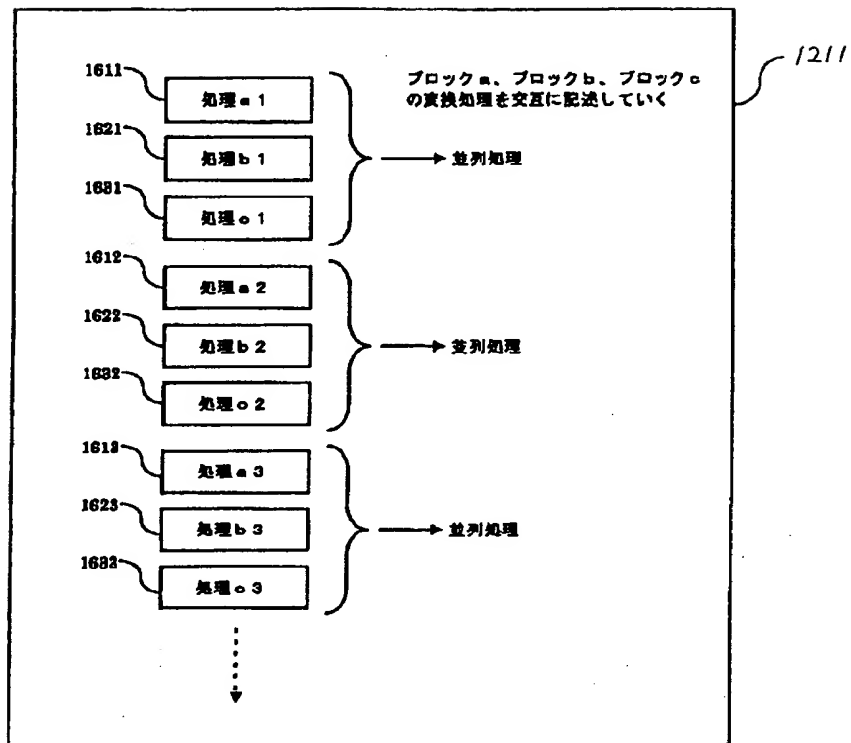 1211
ブロックa、ブロックb、ブロックc
の変換処理を交互に記述していく
1611
処理a1
1621
処理b1
並列処理
1631
処理c1
1612
処理a2
1622
処理b2
並列処理
1632
処理c2
1613
処理a3
1623
処理b3
並列処理
1633
処理c3